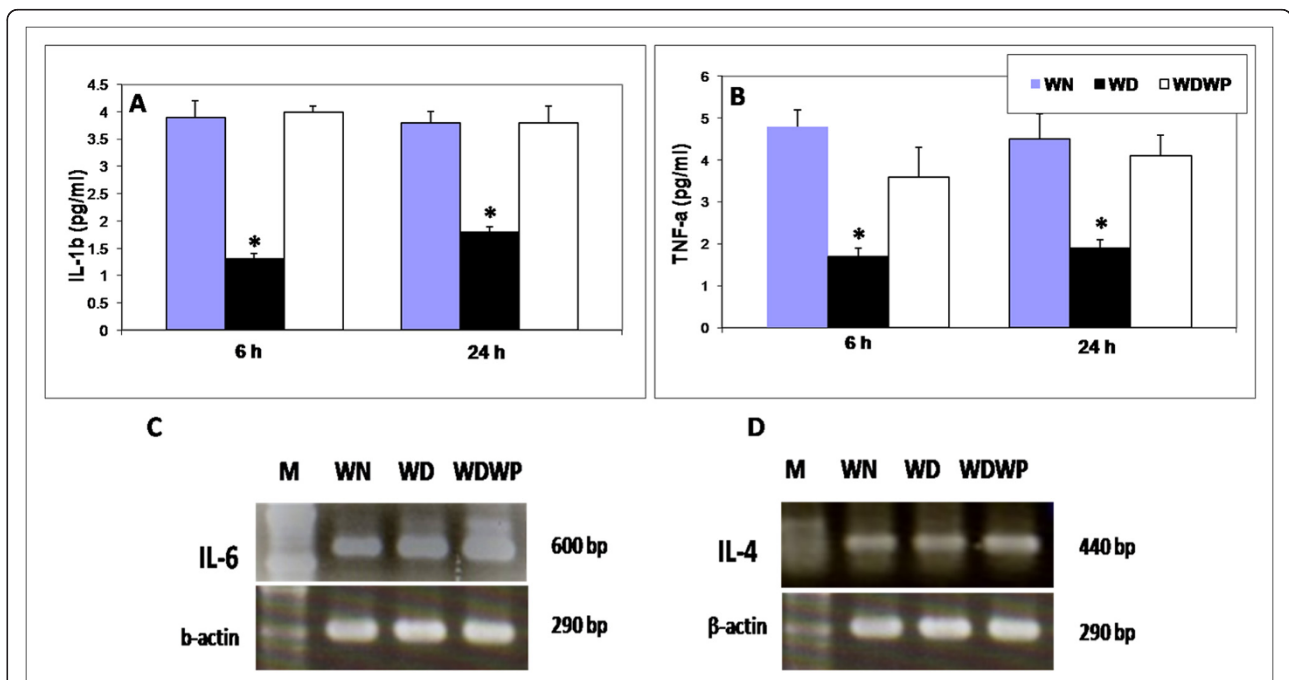 A
IL-1b (pg/ml)
4.5
4
3.5
3
2.5
2
1.5
1
0.5
0
*
*
6 h
24 h
B
WN WD WDWP
TNF-a (pg/ml)
6
5
4
3
2
1
0
*
*
6 h
24 h
C
M WN WD WDWP
IL-6
600 bp
b-actin
290 bp
D
M WN WD WDWP
IL-4
440 bp
β-actin
290 bp